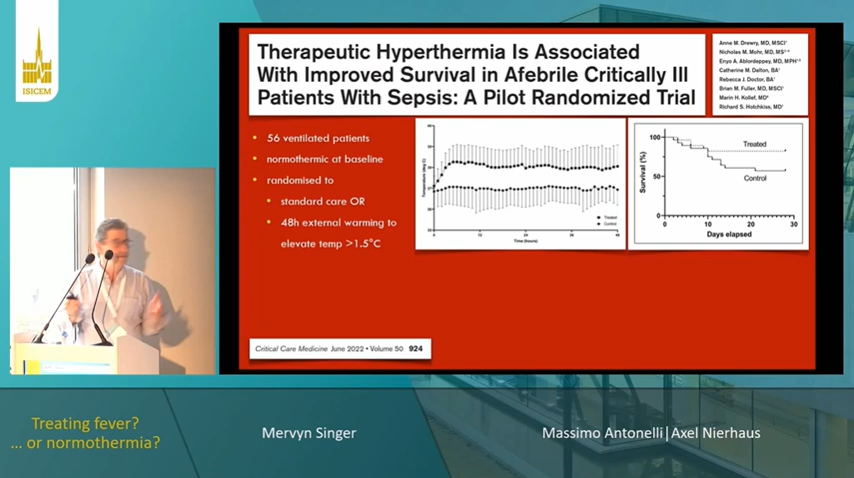 ISICEM
Therapeutic Hyperthermia Is Associated
With Improved Survival in Afebrile Critically Ill
Patients With Sepsis: A Pilot Randomized Trial
Anne M. Drewry, MD, MSCI
Nicholas M. Mohr, MD, MS
Enyo A. Ablordeppey, MD, MPH
Catherine M. Dalton, BA
Rebecca J. Doctor, BA
Brian M. Fuller, MD, MSCI
Marin H. Kollef, MD
Richard S. Hotchkiss, MD
• 56 ventilated patients
• normothermic at baseline
• randomised to
• standard care OR
• 48h external warming to
elevate temp >1.5°C
Temperature (deg C)
Treated
Control
Time (hours)
Survival (%)
100
50
0
Treated
Control
0 10 20 30
Days elapsed
Critical Care Medicine June 2022 • Volume 50 924
Treating fever?
... or normothermia?
Mervyn Singer
Massimo Antonelli|Axel Nierhaus